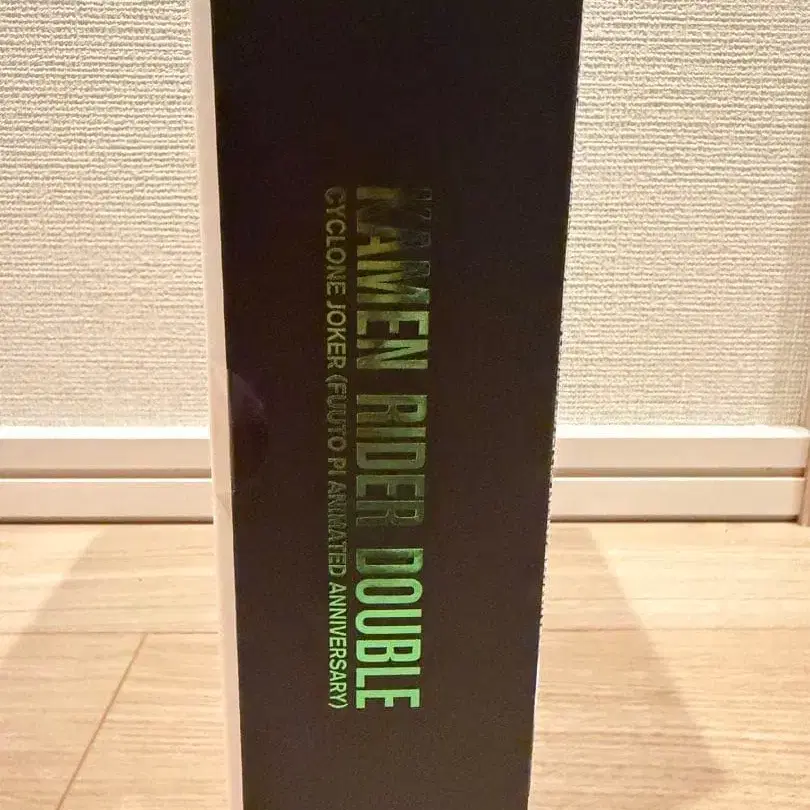 KAMEN RIDER DOUBLE
CYCLONE JOKER (FUUTO PI ANIMATED ANNIVERSARY)